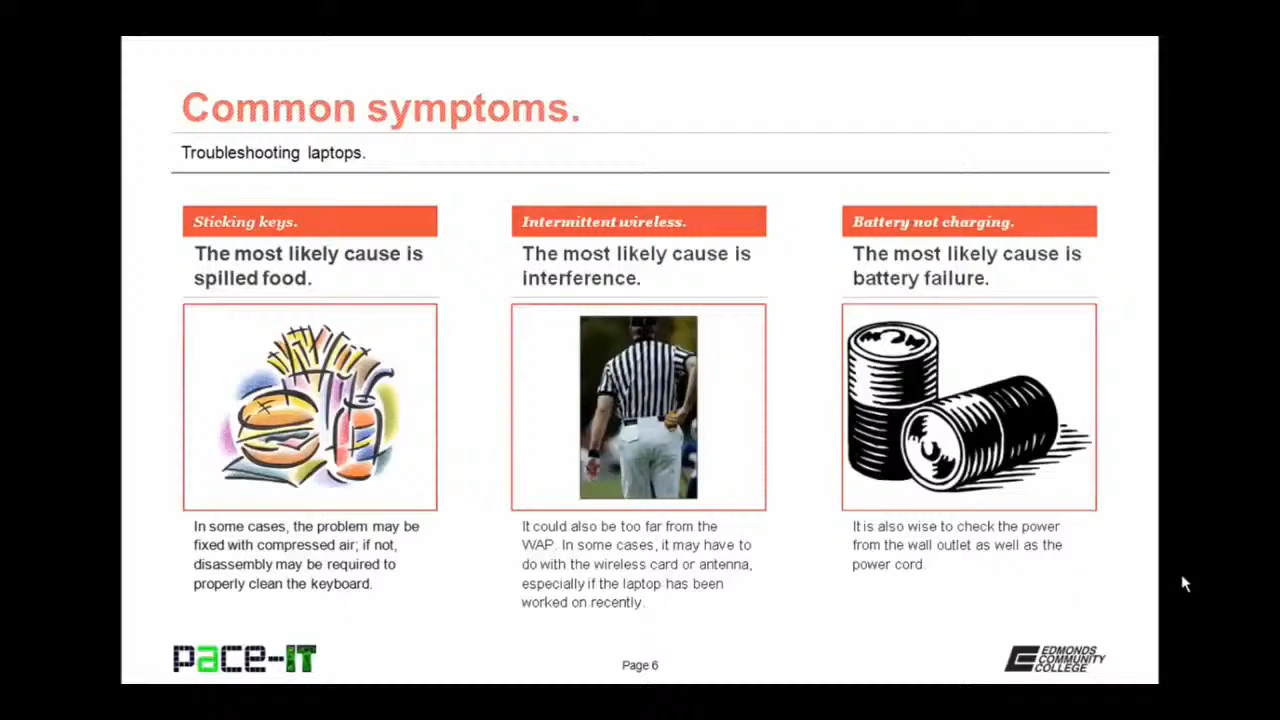 Common symptoms.
Troubleshooting laptops.
Sticking keys.
The most likely cause is
spilled food.
In some cases, the problem may be
fixed with compressed air; if not,
disassembly may be required to
properly clean the keyboard.
Intermittent wireless.
The most likely cause is
interference.
It could also be too far from the
WAP. In some cases, it may have to
do with the wireless card or antenna,
especially if the laptop has been
worked on recently.
Battery not charging.
The most likely cause is
battery failure.
It is also wise to check the power
from the wall outlet as well as the
power cord.
pace-IT
Page 6
EDMONDS
COMMUNITY
COLLEGE